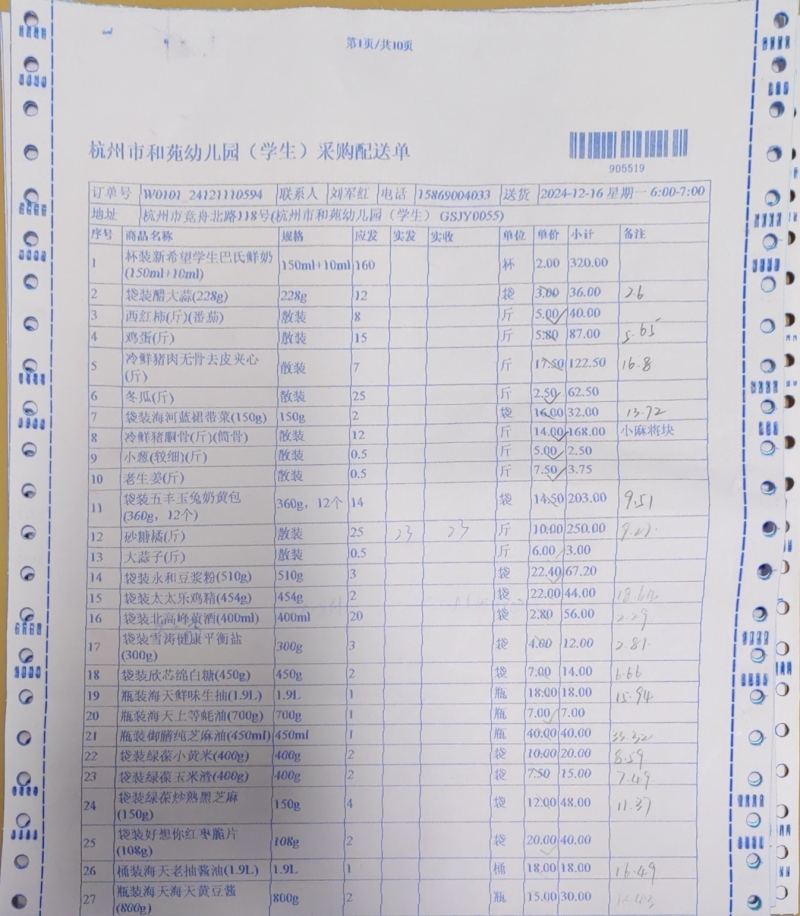 第1页/共10页
杭州市和苑幼儿园（学生）采购配送单
905519
订单号 W0101_24121110594 联系人 刘军红 电话 15869004033 送货 2024-12-16 星期一 6:00-7:00
地址 杭州市竞舟北路118号(杭州市和苑幼儿园（学生） GSJY0055)
序号 商品名称 规格 应发 实发 实收 单位 单价 小计 备注
1 杯装新希望学生巴氏鲜奶(150ml+10ml) 150ml+10ml 160 杯 2.00 320.00
2 袋装醋大蒜(228g) 228g 12 袋 3.00 36.00 2.6
3 西红柿(斤)(番茄) 散装 8 斤 5.00 40.00
4 鸡蛋(斤) 散装 15 斤 5.80 87.00 5.65
5 冷鲜猪肉无骨去皮夹心(斤) 散装 7 斤 17.50 122.50 16.8
6 冬瓜(斤) 散装 25 斤 2.50 62.50
7 袋装海河蓝裙带菜(150g) 150g 2 袋 16.00 32.00 13.72
8 冷鲜猪胴骨(斤)(筒骨) 散装 12 斤 14.00 168.00 小麻将块
9 小葱(较细)(斤) 散装 0.5 斤 5.00 2.50
10 老生姜(斤) 散装 0.5 斤 7.50 3.75
11 袋装五丰玉兔奶黄包(360g，12个) 360g，12个 14 袋 14.50 203.00 9.51
12 砂糖橘(斤) 散装 25 23 23 斤 10.00 250.00
13 大蒜子(斤) 散装 0.5 斤 6.00 3.00
14 袋装永和豆浆粉(510g) 510g 3 袋 22.40 67.20
15 袋装太太乐鸡精(454g) 454g 2 袋 22.00 44.00
16 袋装北高峰黄酒(400ml) 400ml 20 袋 2.80 56.00 2.29
17 袋装雪涛健康平衡盐(300g) 300g 3 袋 4.00 12.00 2.81
18 袋装欣芯绵白糖(450g) 450g 2 袋 7.00 14.00 6.66
19 瓶装海天鲜味生抽(1.9L) 1.9L 1 瓶 18.00 18.00 15.94
20 瓶装海天上等蚝油(700g) 700g 1 瓶 7.00 7.00
21 瓶装御腑纯芝麻油(450ml) 450ml 1 瓶 40.00 40.00
22 袋装绿葆小黄米(400g) 400g 2 袋 10.00 20.00 8.59
23 袋装绿葆玉米渣(400g) 400g 2 袋 7.50 15.00 7.49
24 袋装绿葆炒熟黑芝麻(150g) 150g 4 袋 12.00 48.00 11.37
25 袋装好想你红枣脆片(108g) 108g 2 袋 20.00 40.00
26 桶装海天老抽酱油(1.9L) 1.9L 1 桶 18.00 18.00 16.49
27 瓶装海天海天黄豆酱(800g) 800g 2 瓶 15.00 30.00